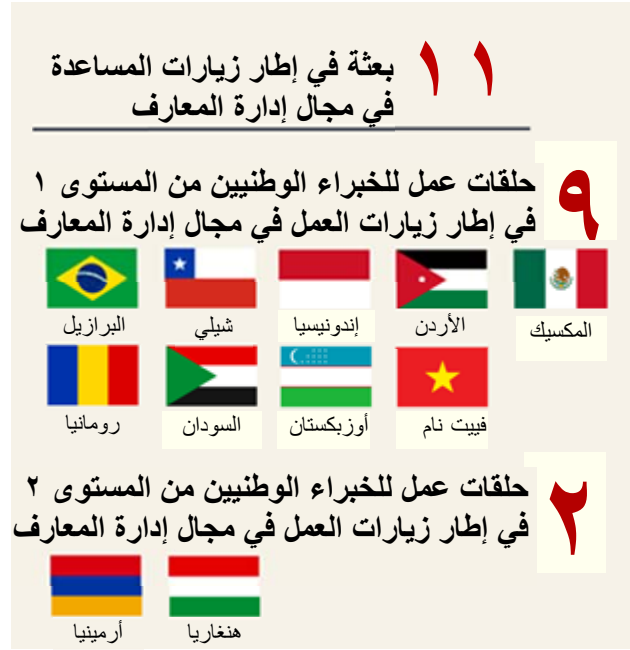 ١١ بعثة في إطار زيارات المساعدة
في مجال إدارة المعارف
٩ حلقات عمل للخبراء الوطنيين من المستوى ١
في إطار زيارات العمل في مجال إدارة المعارف
المكسيك الأردن إندونيسيا شيلي البرازيل
فييت نام أوزبكستان السودان رومانيا
٢ حلقات عمل للخبراء الوطنيين من المستوى ٢
في إطار زيارات العمل في مجال إدارة المعارف
هنغاريا أرمينيا